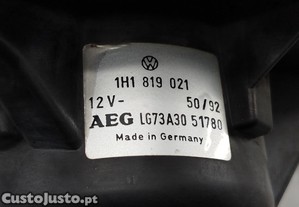 1H1 819 021
12V- 50/92
AEG LG73A30 51780
Made in Germany
CustoJusto.pt